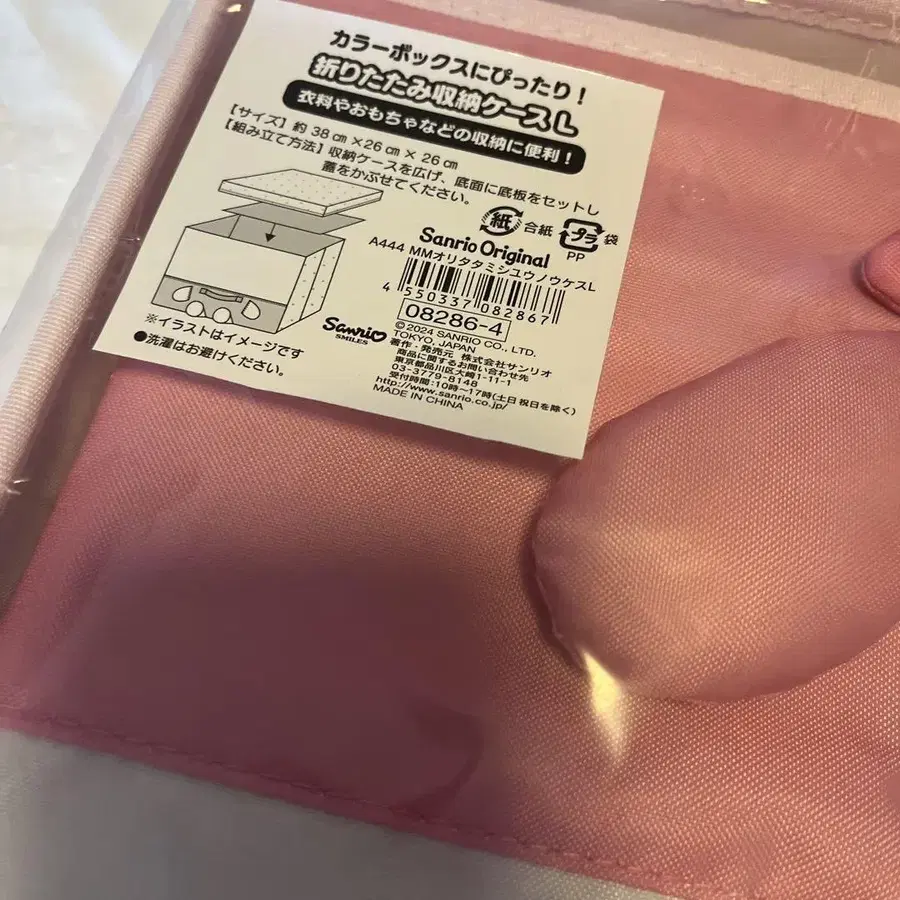 カラーボックスにぴったり!
折りたたみ収納ケース L
衣料やおもちゃなどの収納に便利!
【サイズ】約 38㎝×26㎝×26㎝
【組み立て方法】収納ケースを広げ、底面に底板をセットし
蓋をかぶせてください。
紙 合紙 プラ 袋
PP
Sanrio Original
A444 MMオリタタミシユウノウケスL
4 550337 082867
08286-4
※イラストはイメージです
●洗濯はお避けください。
Sanrio
SMILES
© 2024 SANRIO CO., LTD.
TOKYO, JAPAN
著作・発売元 株式会社サンリオ
商品に関するお問い合わせ先
東京都品川区大崎1-11-1
03-3779-8148
受付時間:10時〜17時(土日祝日を除く)
http://www.sanrio.co.jp/
MADE IN CHINA